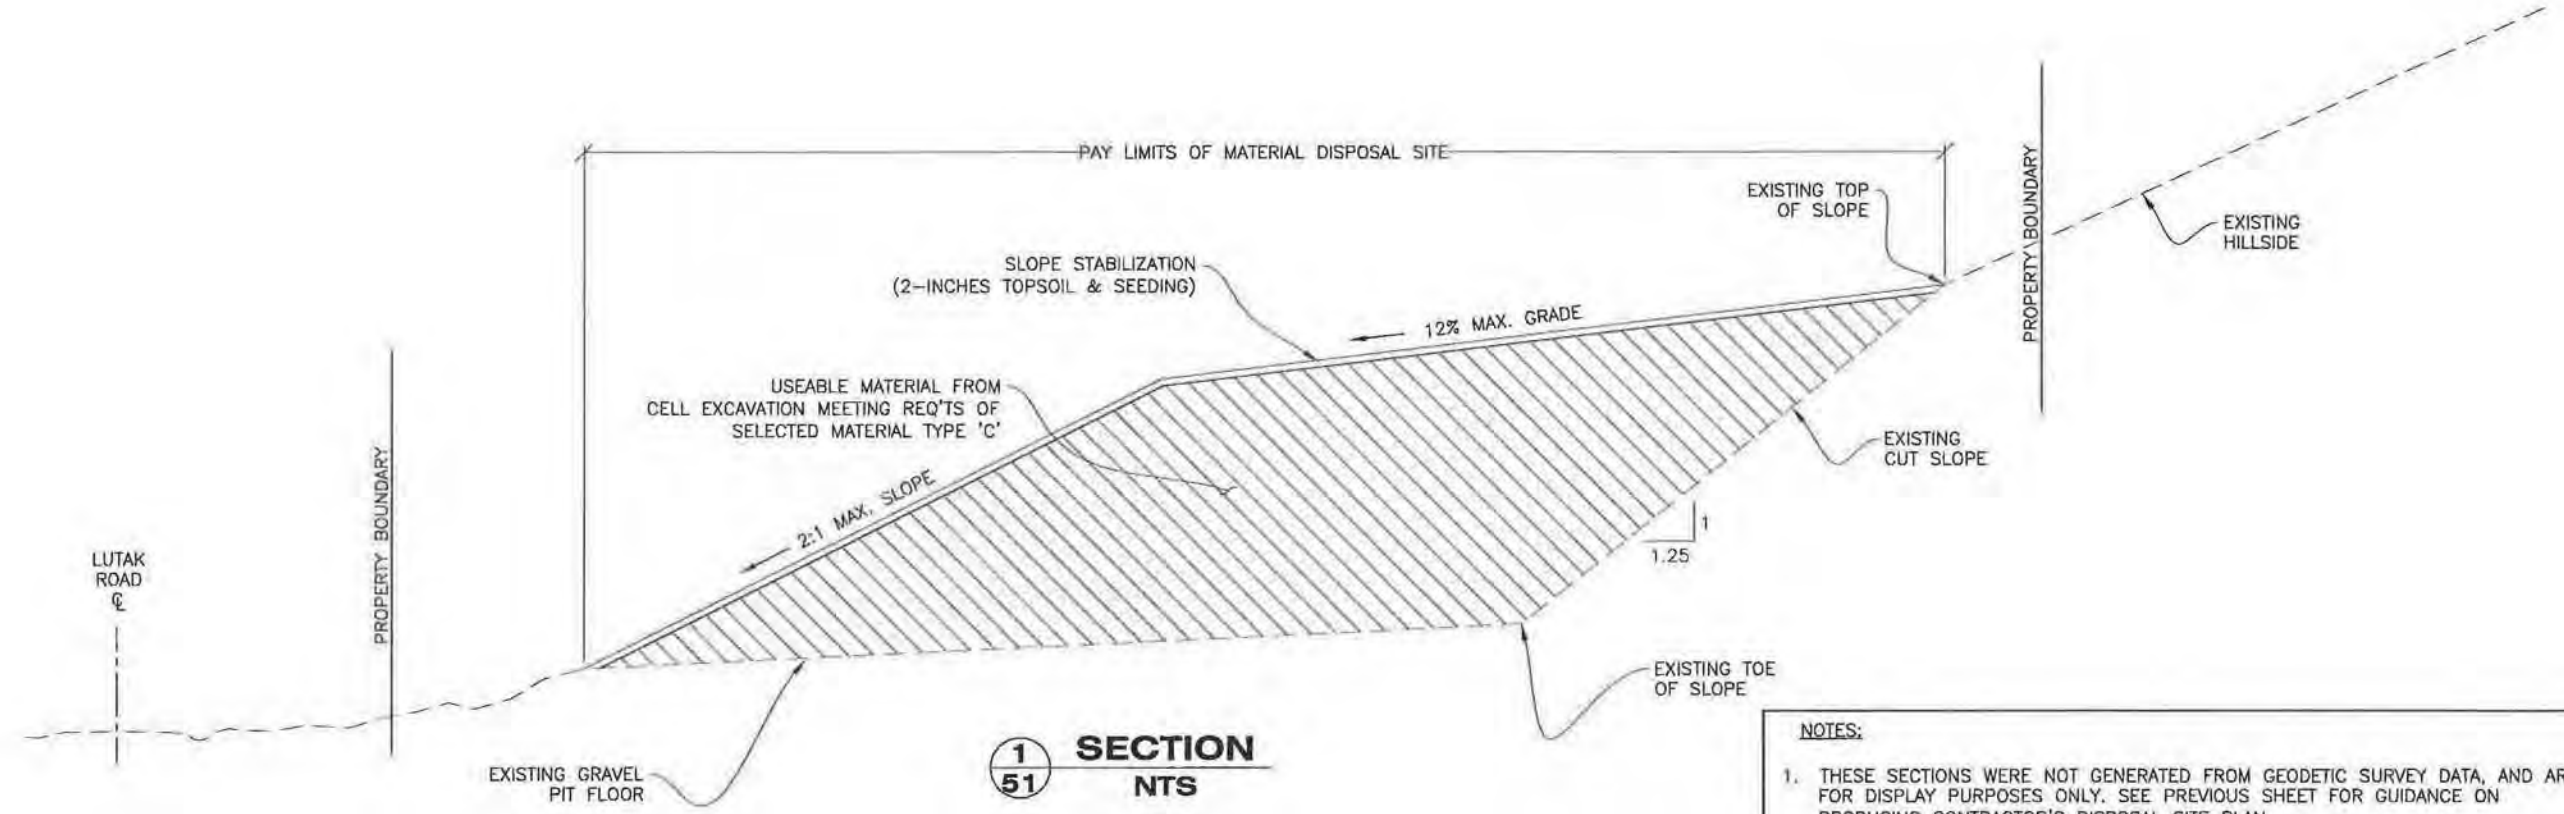 PAY LIMITS OF MATERIAL DISPOSAL SITE
EXISTING TOP
OF SLOPE
PROPERTY BOUNDARY
EXISTING
HILLSIDE
SLOPE STABILIZATION
(2-INCHES TOPSOIL & SEEDING)
12% MAX. GRADE
USEABLE MATERIAL FROM
CELL EXCAVATION MEETING REQ'TS OF
SELECTED MATERIAL TYPE 'C'
EXISTING
CUT SLOPE
PROPERTY BOUNDARY
2:1 MAX. SLOPE
1
1.25
LUTAK
ROAD
℄
EXISTING TOE
OF SLOPE
EXISTING GRAVEL
PIT FLOOR
1
51
SECTION
NTS
NOTES:
1. THESE SECTIONS WERE NOT GENERATED FROM GEODETIC SURVEY DATA, AND AR
FOR DISPLAY PURPOSES ONLY. SEE PREVIOUS SHEET FOR GUIDANCE ON